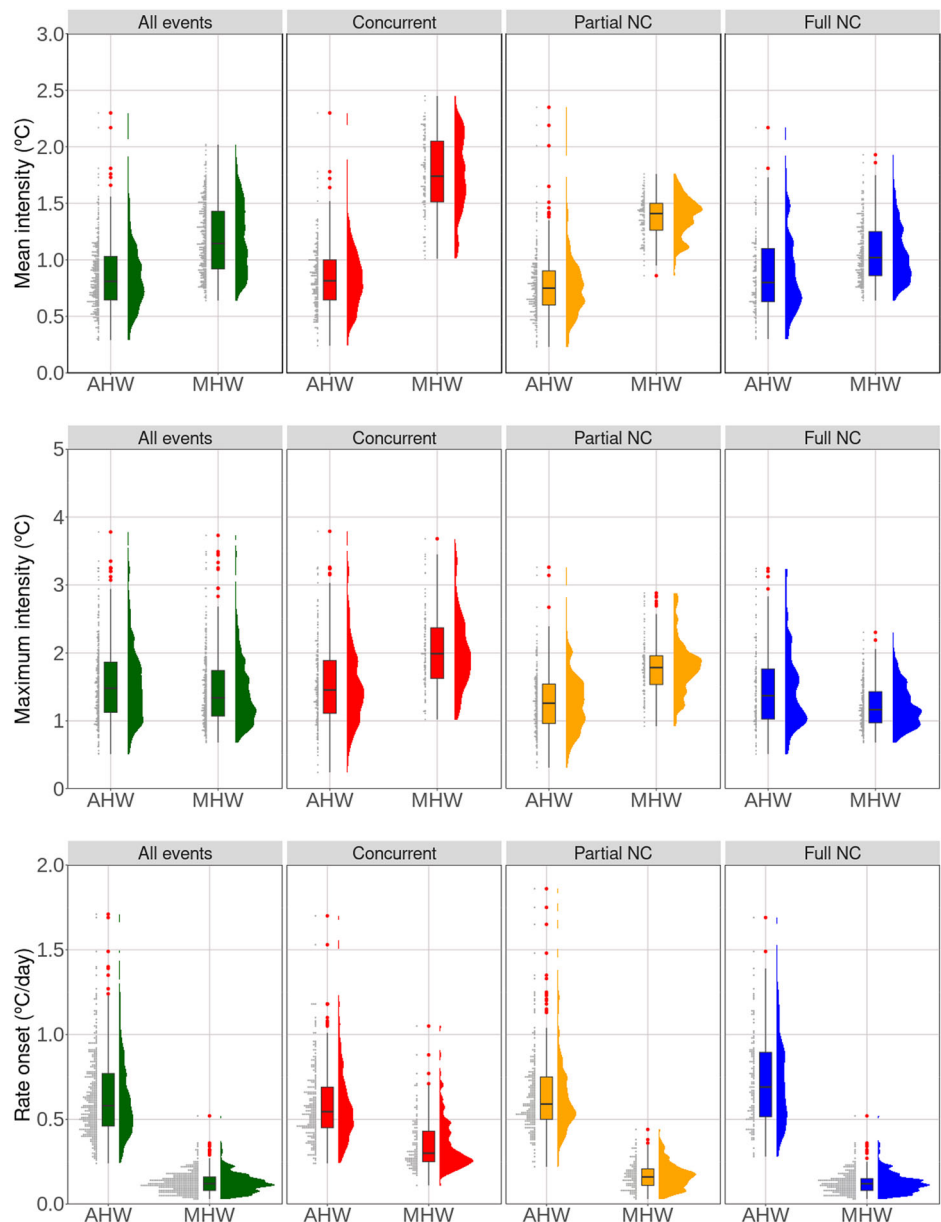 All events Concurrent Partial NC Full NC
Mean intensity (ºC)
3.0
2.5
2.0
1.5
1.0
0.5
0.0
AHW MHW AHW MHW AHW MHW AHW MHW
All events Concurrent Partial NC Full NC
Maximum intensity (ºC)
5
4
3
2
1
0
AHW MHW AHW MHW AHW MHW AHW MHW
All events Concurrent Partial NC Full NC
Rate onset (ºC/day)
2.0
1.5
1.0
0.5
0.0
AHW MHW AHW MHW AHW MHW AHW MHW